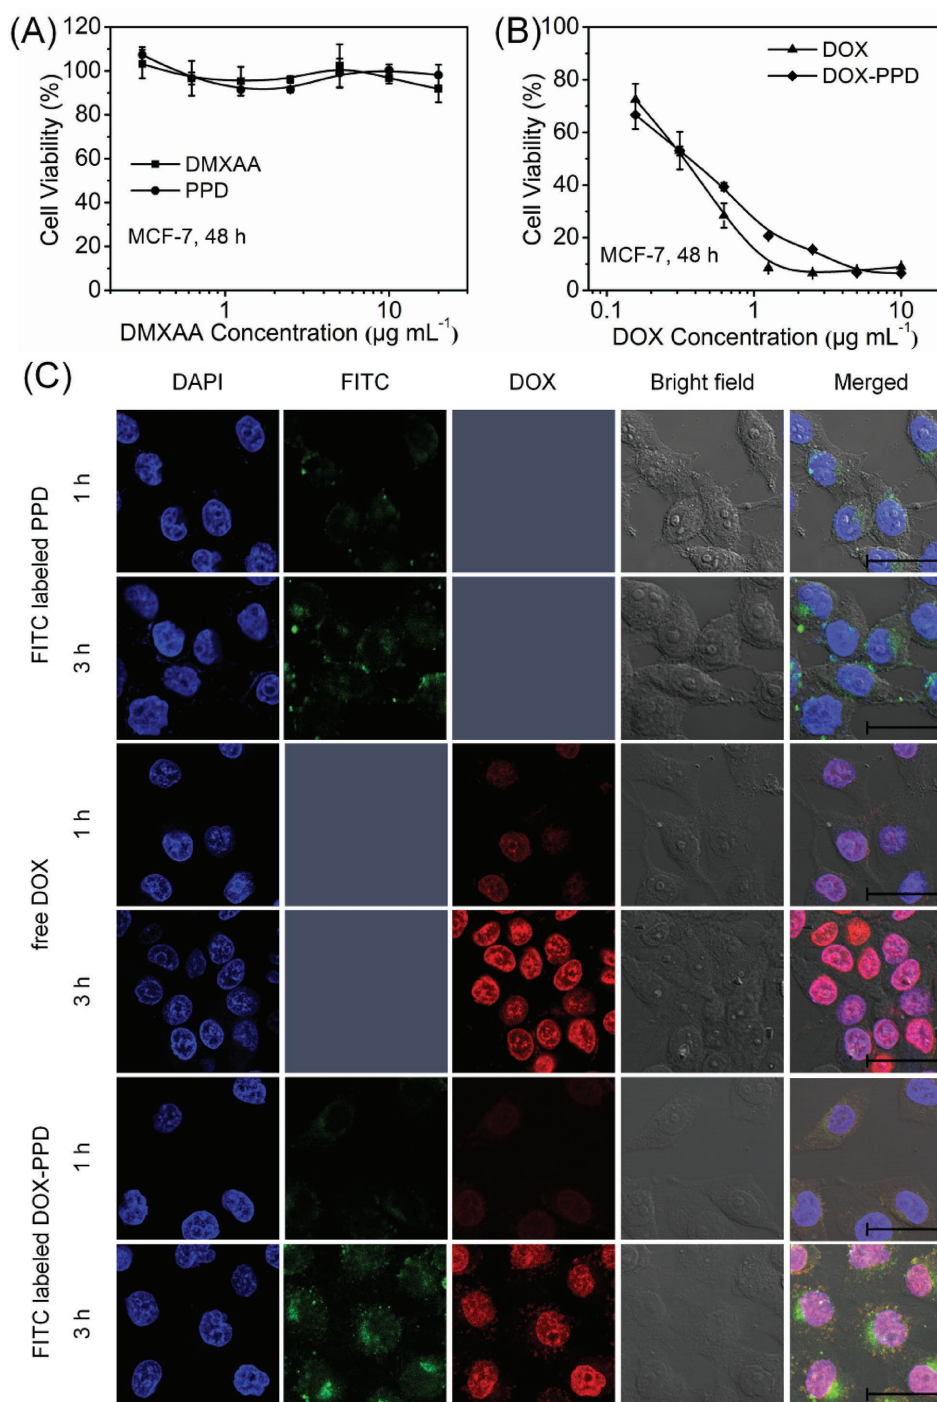 (A)
120
100
80
60
40
20
0
Cell Viability (%)
DMXAA
PPD
MCF-7, 48 h
1
10
DMXAA Concentration (µg mL⁻¹)
(B)
100
80
60
40
20
0
Cell Viability (%)
DOX
DOX-PPD
MCF-7, 48 h
0.1
1
10
DOX Concentration (µg mL⁻¹)
(C)
DAPI FITC DOX Bright field Merged
FITC labeled PPD
1 h
3 h
free DOX
1 h
3 h
FITC labeled DOX-PPD
1 h
3 h